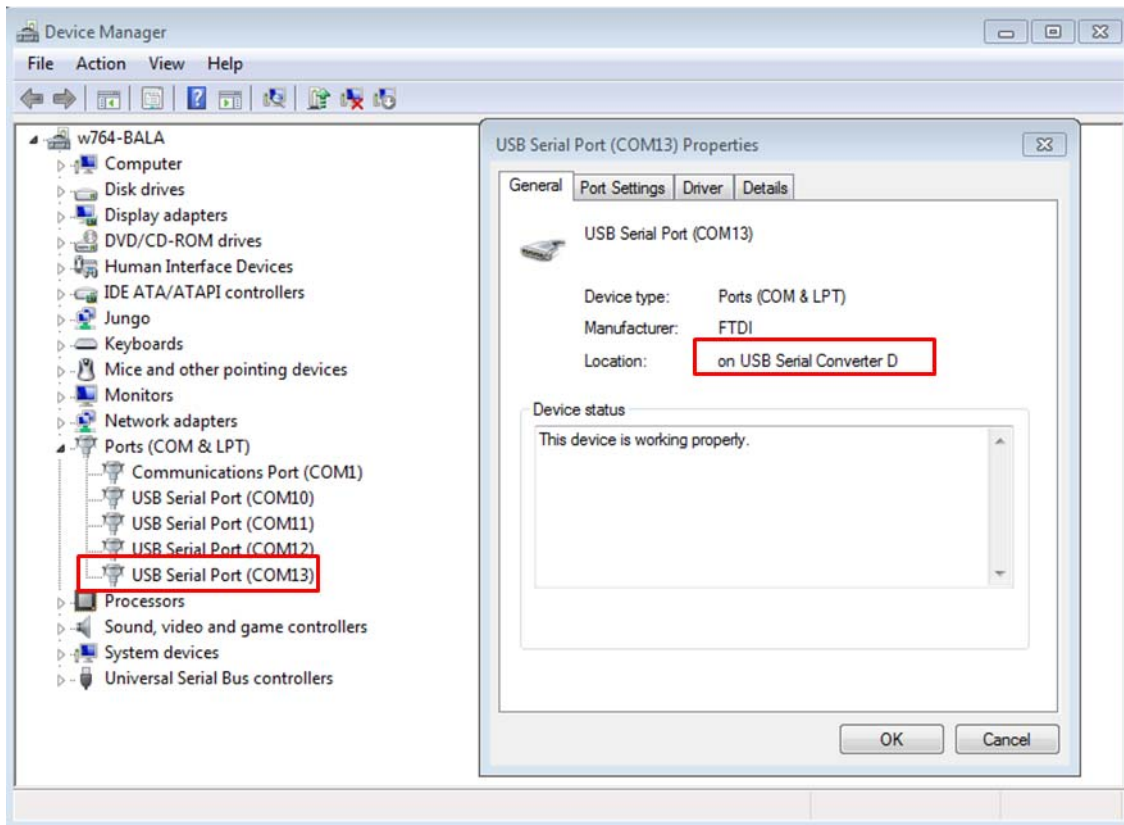 Device Manager
File Action View Help
w764-BALA
Computer
Disk drives
Display adapters
DVD/CD-ROM drives
Human Interface Devices
IDE ATA/ATAPI controllers
Jungo
Keyboards
Mice and other pointing devices
Monitors
Network adapters
Ports (COM & LPT)
Communications Port (COM1)
USB Serial Port (COM10)
USB Serial Port (COM11)
USB Serial Port (COM12)
USB Serial Port (COM13)
Processors
Sound, video and game controllers
System devices
Universal Serial Bus controllers
USB Serial Port (COM13) Properties
General Port Settings Driver Details
USB Serial Port (COM13)
Device type: Ports (COM & LPT)
Manufacturer: FTDI
Location: on USB Serial Converter D
Device status
This device is working properly.
OK Cancel